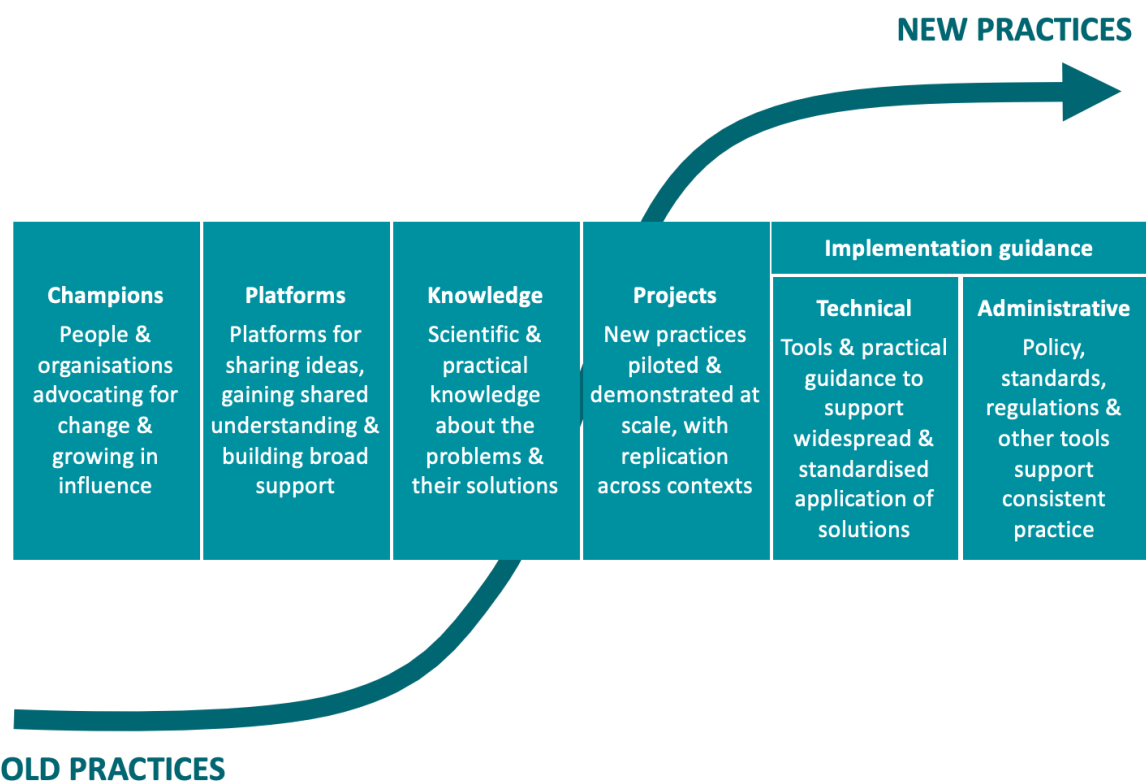 NEW PRACTICES
Champions
People &
organisations
advocating for
change &
growing in
influence
Platforms
Platforms for
sharing ideas,
gaining shared
understanding &
building broad
support
Knowledge
Scientific &
practical
knowledge
about the
problems &
their solutions
Projects
New practices
piloted &
demonstrated at
scale, with
replication
across contexts
Implementation guidance
Technical
Tools & practical
guidance to
support
widespread &
standardised
application of
solutions
Administrative
Policy,
standards,
regulations &
other tools
support
consistent
practice
OLD PRACTICES